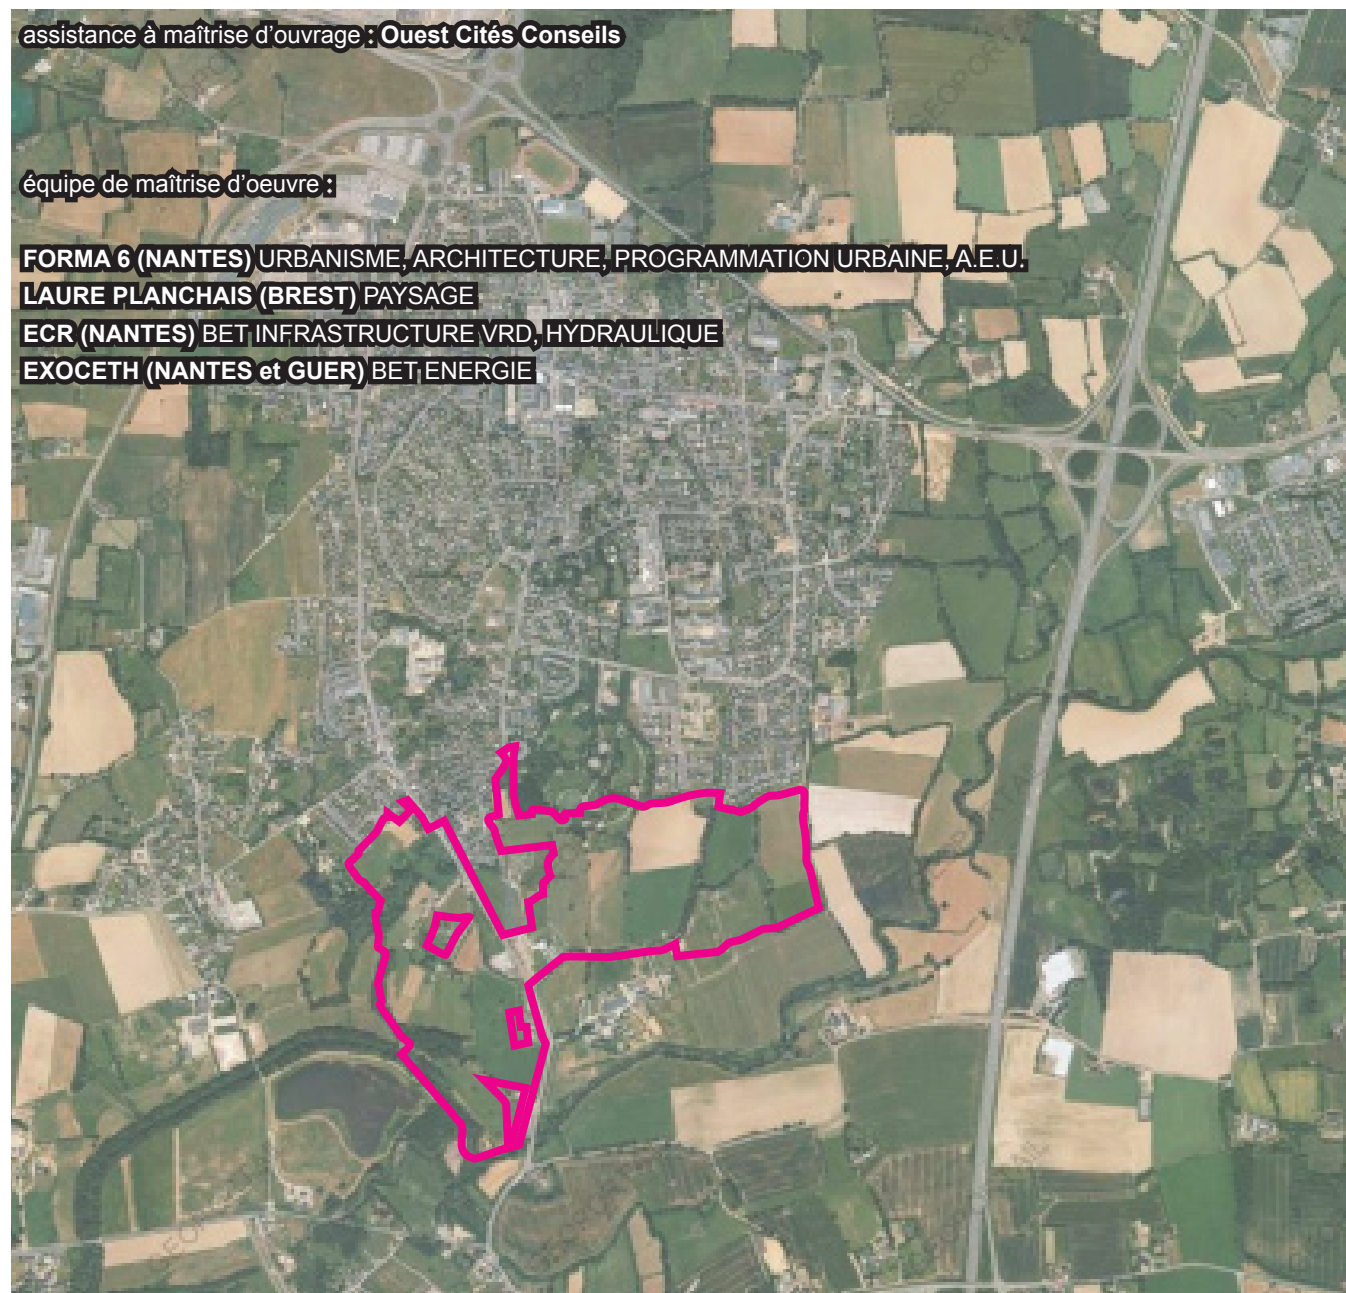 assistance à maîtrise d'ouvrage : Ouest Cités Conseils
équipe de maîtrise d'oeuvre :
FORMA 6 (NANTES) URBANISME, ARCHITECTURE, PROGRAMMATION URBAINE, A.E.U.
LAURE PLANCHAIS (BREST) PAYSAGE
ECR (NANTES) BET INFRASTRUCTURE VRD, HYDRAULIQUE
EXOCETH (NANTES et GUER) BET ENERGIE